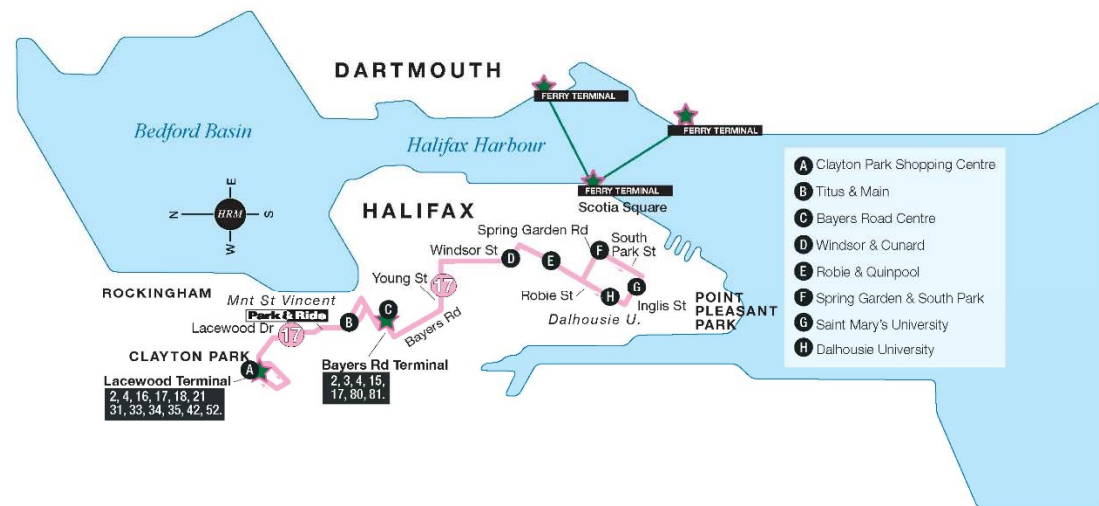 DARTMOUTH
FERRY TERMINAL
FERRY TERMINAL
Bedford Basin
Halifax Harbour
FERRY TERMINAL
Scotia Square
N
E
S
W
HRM
HALIFAX
Spring Garden Rd
South
Park St
Windsor St
D
E
F
G
H
Young St
17
Robie St
Inglis St
Dalhousie U.
POINT
PLEASANT
PARK
ROCKINGHAM
Mnt St Vincent
Park & Ride
Lacewood Dr
17
B
C
Bayers Rd
CLAYTON PARK
A
Lacewood Terminal
2, 4, 16, 17, 18, 21
31, 33, 34, 35, 42, 52.
Bayers Rd Terminal
2, 3, 4, 15,
17, 80, 81.
A Clayton Park Shopping Centre
B Titus & Main
C Bayers Road Centre
D Windsor & Cunard
E Robie & Quinpool
F Spring Garden & South Park
G Saint Mary's University
H Dalhousie University